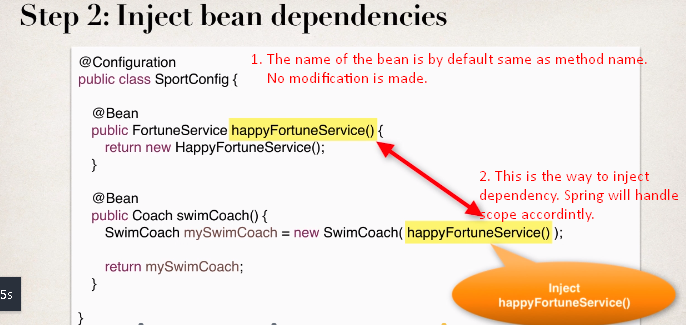 Step 2: Inject bean dependencies
@Configuration
public class SportConfig {
1. The name of the bean is by default same as method name.
No modification is made.
@Bean
public FortuneService happyFortuneService() {
return new HappyFortuneService();
}
2. This is the way to inject
dependency. Spring will handle
scope accordintly.
@Bean
public Coach swimCoach() {
SwimCoach mySwimCoach = new SwimCoach( happyFortuneService() );
return mySwimCoach;
}
}
Inject
happyFortuneService()
5s